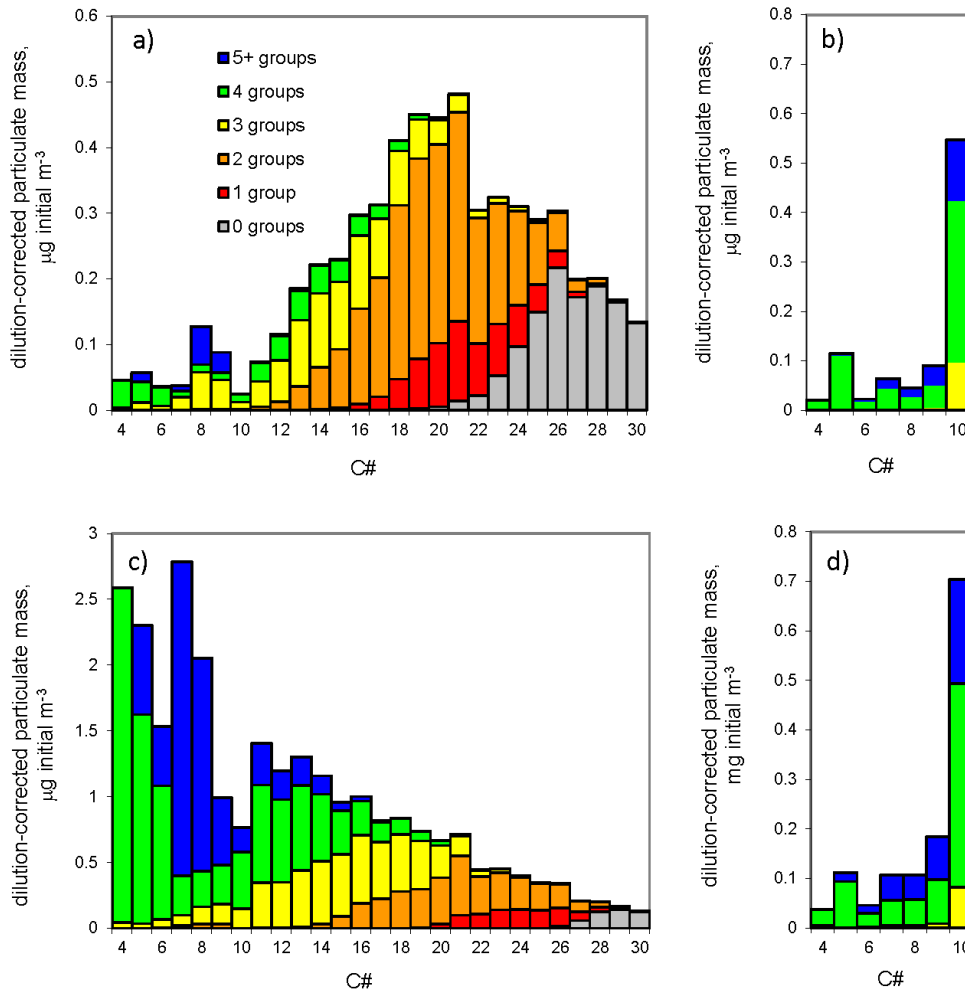 a)
5+ groups
4 groups
3 groups
2 groups
1 group
0 groups
dilution-corrected particulate mass,
µg initial m⁻³
0.6
0.5
0.4
0.3
0.2
0.1
0
4 6 8 10 12 14 16 18 20 22 24 26 28 30
C#
b)
dilution-corrected particulate mass,
µg initial m⁻³
0.8
0.7
0.6
0.5
0.4
0.3
0.2
0.1
0
4 6 8 10
C#
c)
dilution-corrected particulate mass,
µg initial m⁻³
3
2.5
2
1.5
1
0.5
0
4 6 8 10 12 14 16 18 20 22 24 26 28 30
C#
d)
dilution-corrected particulate mass,
mg initial m⁻³
0.8
0.7
0.6
0.5
0.4
0.3
0.2
0.1
0
4 6 8 10
C#